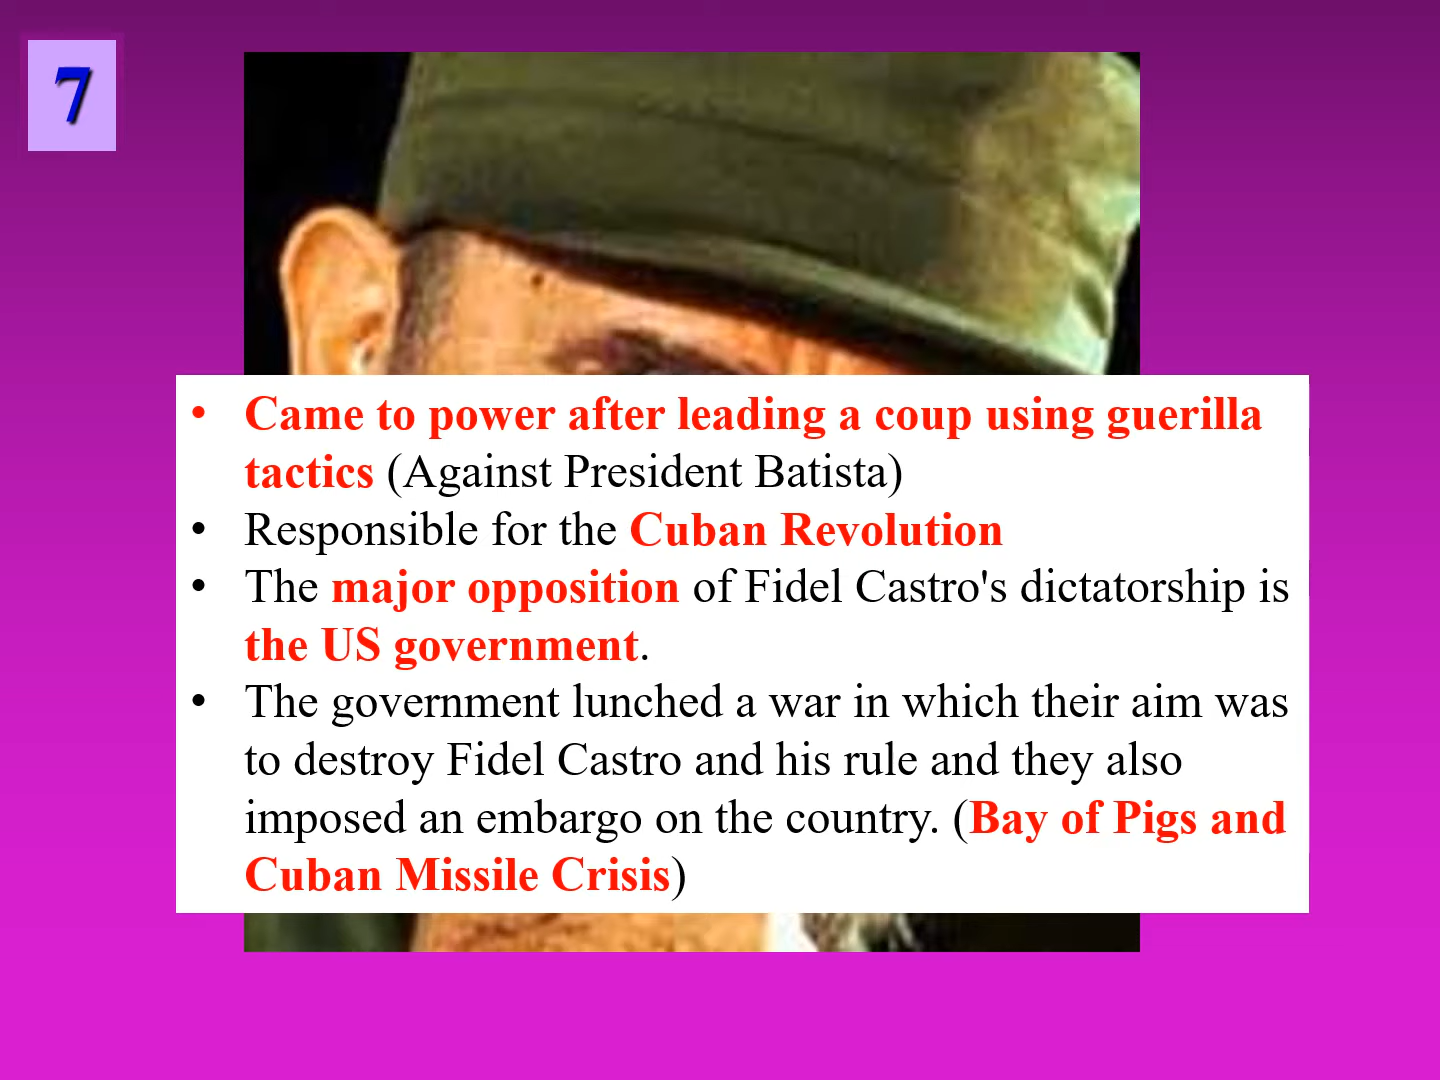 7
• Came to power after leading a coup using guerilla
tactics (Against President Batista)
• Responsible for the Cuban Revolution
• The major opposition of Fidel Castro's dictatorship is
the US government.
• The government lunched a war in which their aim was
to destroy Fidel Castro and his rule and they also
imposed an embargo on the country. (Bay of Pigs and
Cuban Missile Crisis)